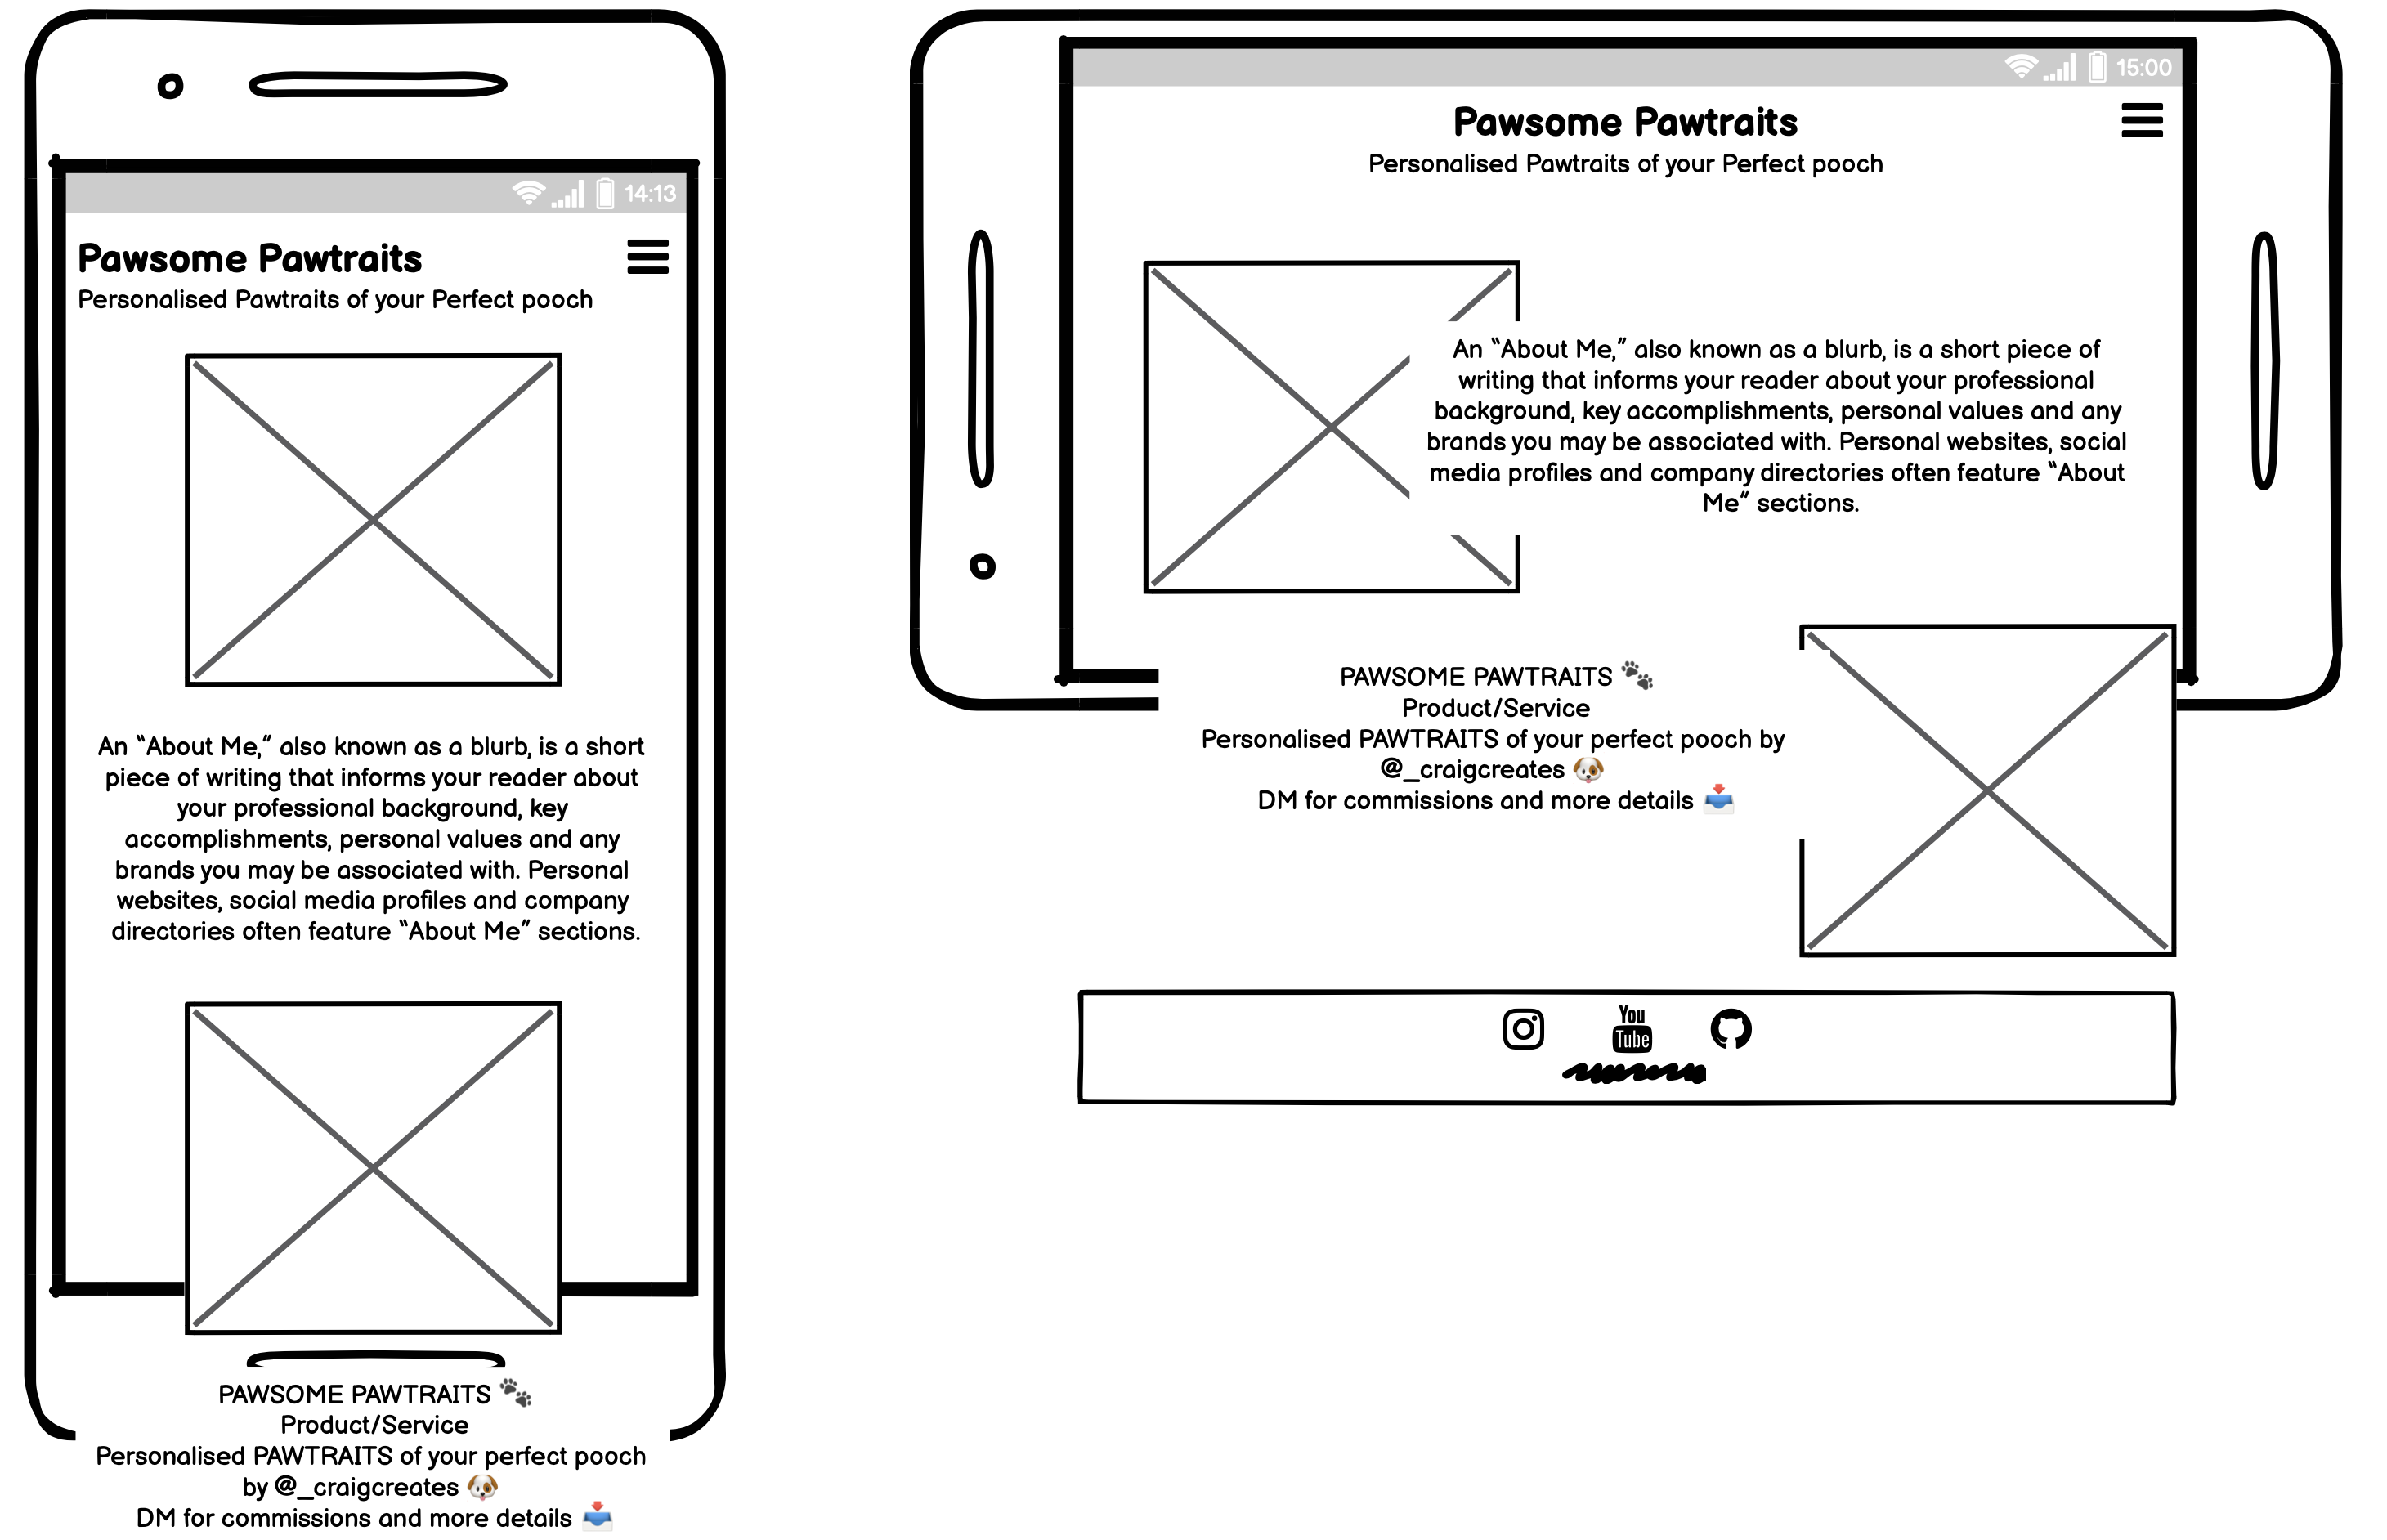 14:13
Pawsome Pawtraits
Personalised Pawtraits of your Perfect pooch
An “About Me,” also known as a blurb, is a short
piece of writing that informs your reader about
your professional background, key
accomplishments, personal values and any
brands you may be associated with. Personal
websites, social media profiles and company
directories often feature “About Me” sections.
PAWSOME PAWTRAITS 🐾
Product/Service
Personalised PAWTRAITS of your perfect pooch
by @_craigcreates 🐶
DM for commissions and more details 📥
15:00
Pawsome Pawtraits
Personalised Pawtraits of your Perfect pooch
An “About Me,” also known as a blurb, is a short piece of
writing that informs your reader about your professional
background, key accomplishments, personal values and any
brands you may be associated with. Personal websites, social
media profiles and company directories often feature “About
Me” sections.
PAWSOME PAWTRAITS 🐾
Product/Service
Personalised PAWTRAITS of your perfect pooch by
@_craigcreates 🐶
DM for commissions and more details 📥
You
Tube